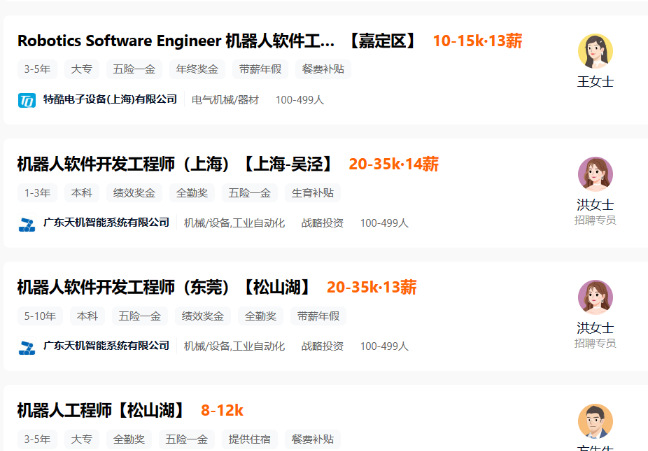 Robotics Software Engineer 机器人软件工... 【嘉定区】 10-15k·13薪
3-5年 大专 五险一金 年终奖金 带薪年假 餐费补贴
王女士
特酷电子设备(上海)有限公司 电气机械/器材 100-499人
机器人软件开发工程师（上海）【上海-吴泾】 20-35k·14薪
1-3年 本科 绩效奖金 全勤奖 五险一金 生育补贴
洪女士
招聘专员
广东天机智能系统有限公司 机械/设备,工业自动化 战略投资 100-499人
机器人软件开发工程师（东莞）【松山湖】 20-35k·13薪
5-10年 本科 五险一金 绩效奖金 全勤奖 带薪年假
洪女士
招聘专员
广东天机智能系统有限公司 机械/设备,工业自动化 战略投资 100-499人
机器人工程师【松山湖】 8-12k
3-5年 大专 全勤奖 五险一金 提供住宿 餐费补贴